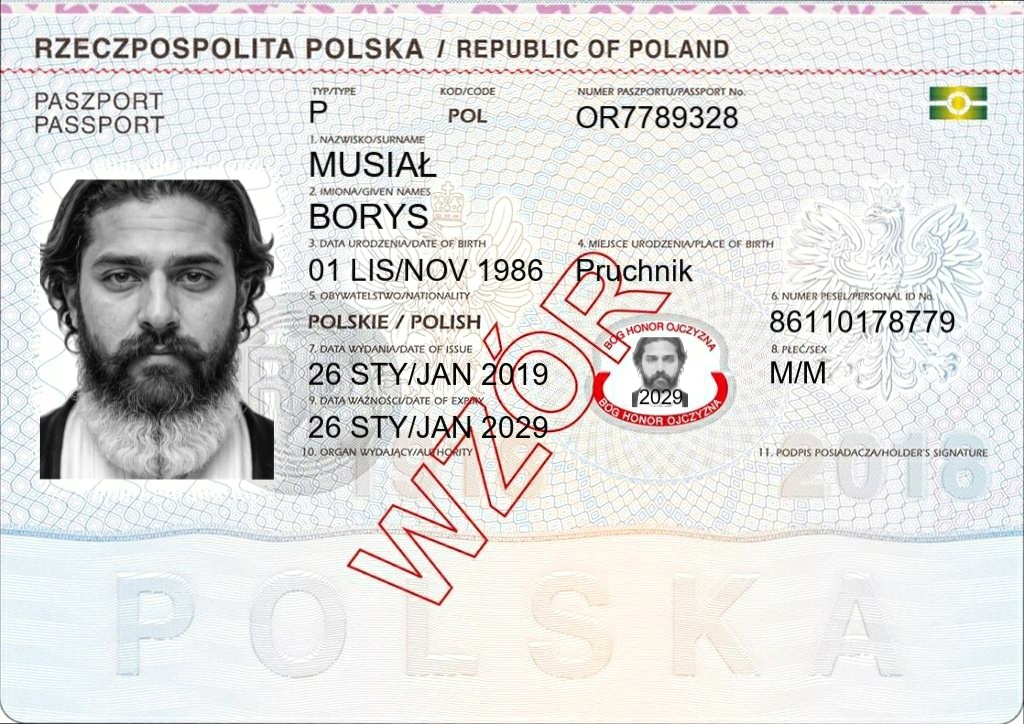 RZECZPOSPOLITA POLSKA / REPUBLIC OF POLAND
PASZPORT
PASSPORT
TYP/TYPE
P
KOD/CODE
POL
NUMER PASZPORTU/PASSPORT No.
OR7789328
1. NAZWISKO/SURNAME
MUSIAŁ
2. IMIONA/GIVEN NAMES
BORYS
3. DATA URODZENIA/DATE OF BIRTH
01 LIS/NOV 1986
4. MIEJSCE URODZENIA/PLACE OF BIRTH
Pruchnik
5. OBYWATELSTWO/NATIONALITY
POLSKIE / POLISH
6. NUMER PESEL/PERSONAL ID No.
86110178779
7. DATA WYDANIA/DATE OF ISSUE
26 STY/JAN 2019
8. PŁEĆ/SEX
M/M
9. DATA WAŻNOŚCI/DATE OF EXPIRY
26 STY/JAN 2029
10. ORGAN WYDAJĄCY/AUTHORITY
11. PODPIS POSIADACZA/HOLDER'S SIGNATURE
BÓG HONOR OJCZYZNA
2029
BÓG HONOR OJCZYZNA
WZÓR
2018
POLSKA